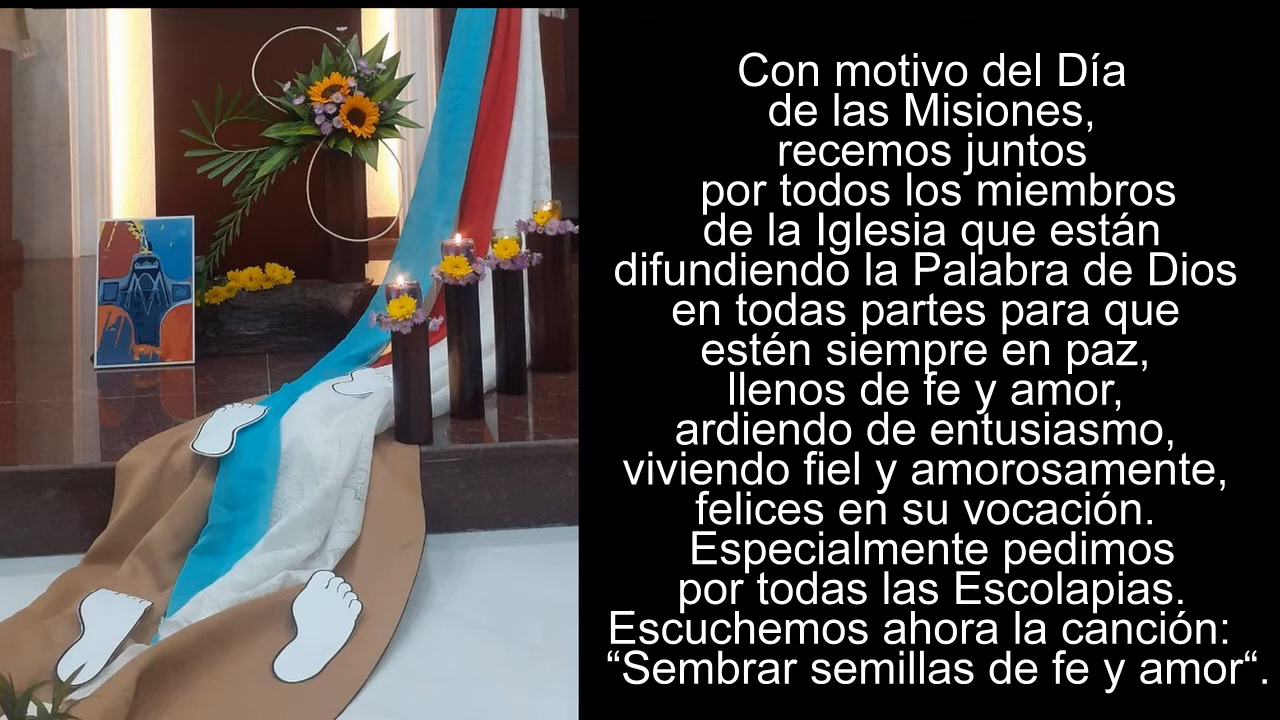 Con motivo del Día
de las Misiones,
recemos juntos
por todos los miembros
de la Iglesia que están
difundiendo la Palabra de Dios
en todas partes para que
estén siempre en paz,
llenos de fe y amor,
ardiendo de entusiasmo,
viviendo fiel y amorosamente,
felices en su vocación.
Especialmente pedimos
por todas las Escolapias.
Escuchemos ahora la canción:
“Sembrar semillas de fe y amor“.